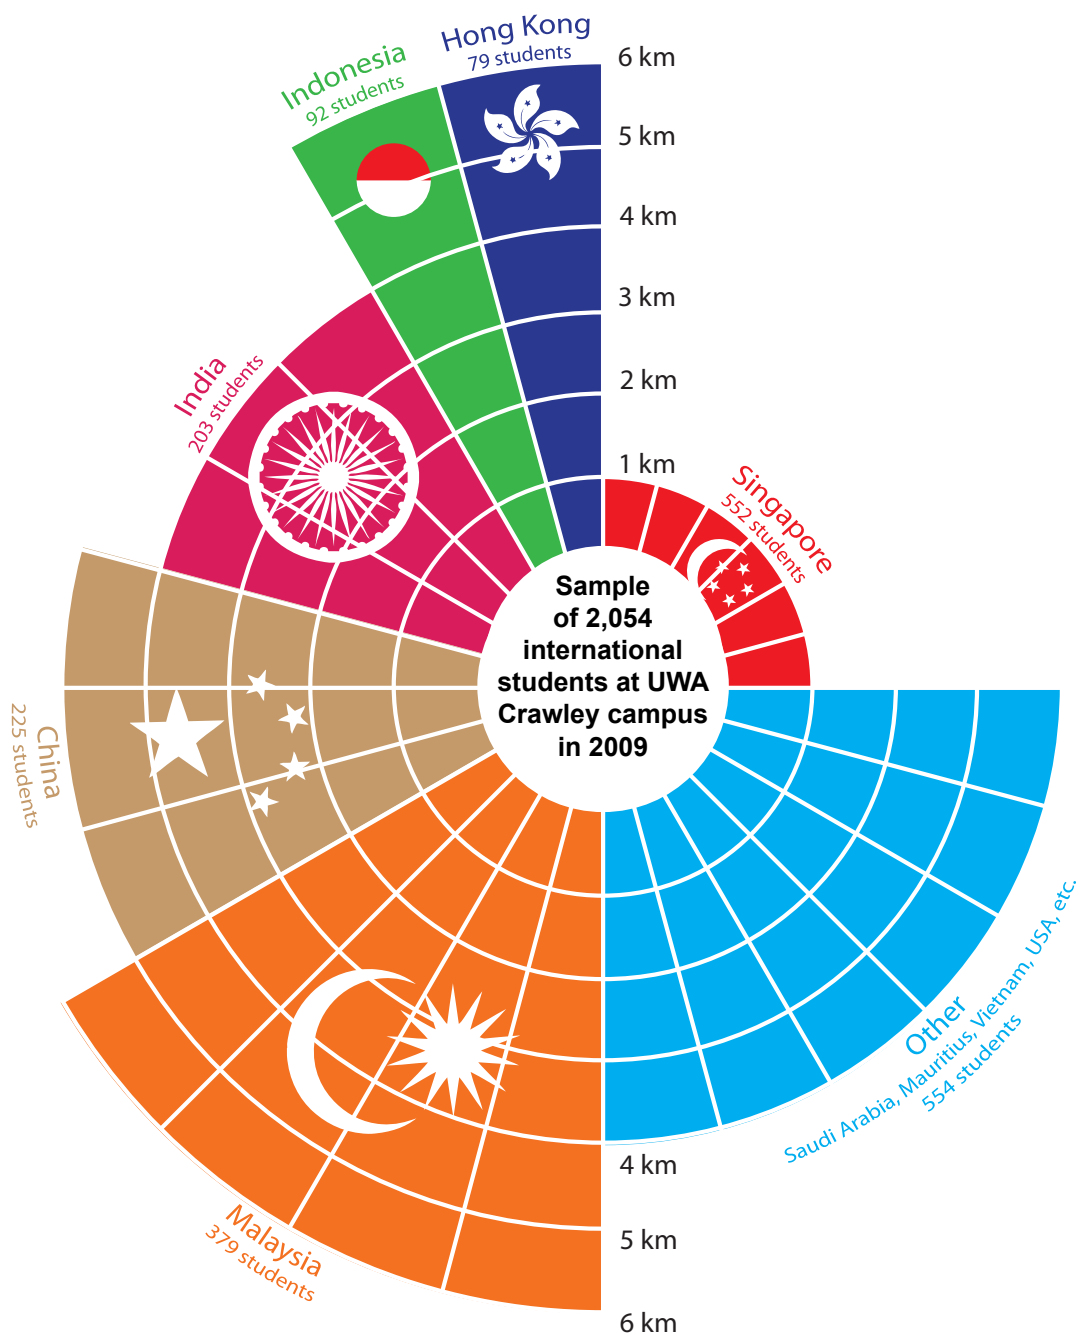 Hong Kong
79 students
Indonesia
92 students
6 km
5 km
4 km
3 km
2 km
1 km
India
203 students
Singapore
552 students
Sample
of 2,054
international
students at UWA
Crawley campus
in 2009
China
225 students
Other
Saudi Arabia, Mauritius, Vietnam, USA, etc.
554 students
Malaysia
379 students
4 km
5 km
6 km